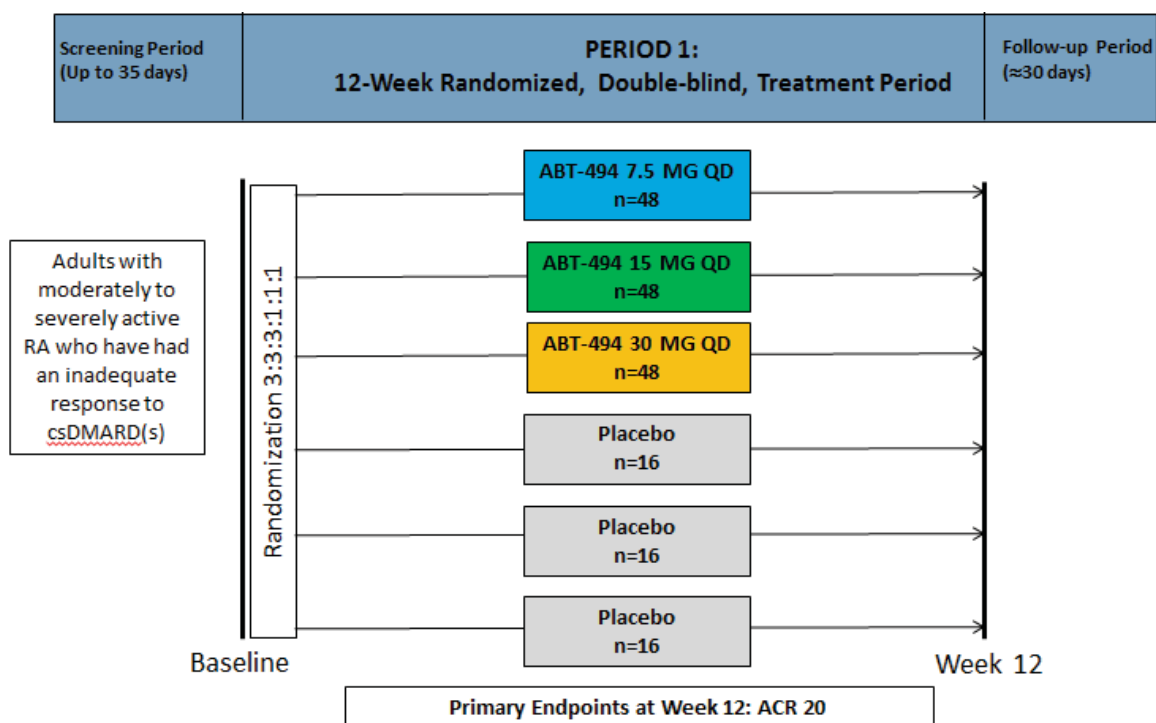 Screening Period
(Up to 35 days)
PERIOD 1:
12-Week Randomized, Double-blind, Treatment Period
Follow-up Period
(≈30 days)
Adults with
moderately to
severely active
RA who have had
an inadequate
response to
csDMARD(s)
Randomization 3:3:3:1:1:1
ABT-494 7.5 MG QD
n=48
ABT-494 15 MG QD
n=48
ABT-494 30 MG QD
n=48
Placebo
n=16
Placebo
n=16
Placebo
n=16
Baseline
Week 12
Primary Endpoints at Week 12: ACR 20